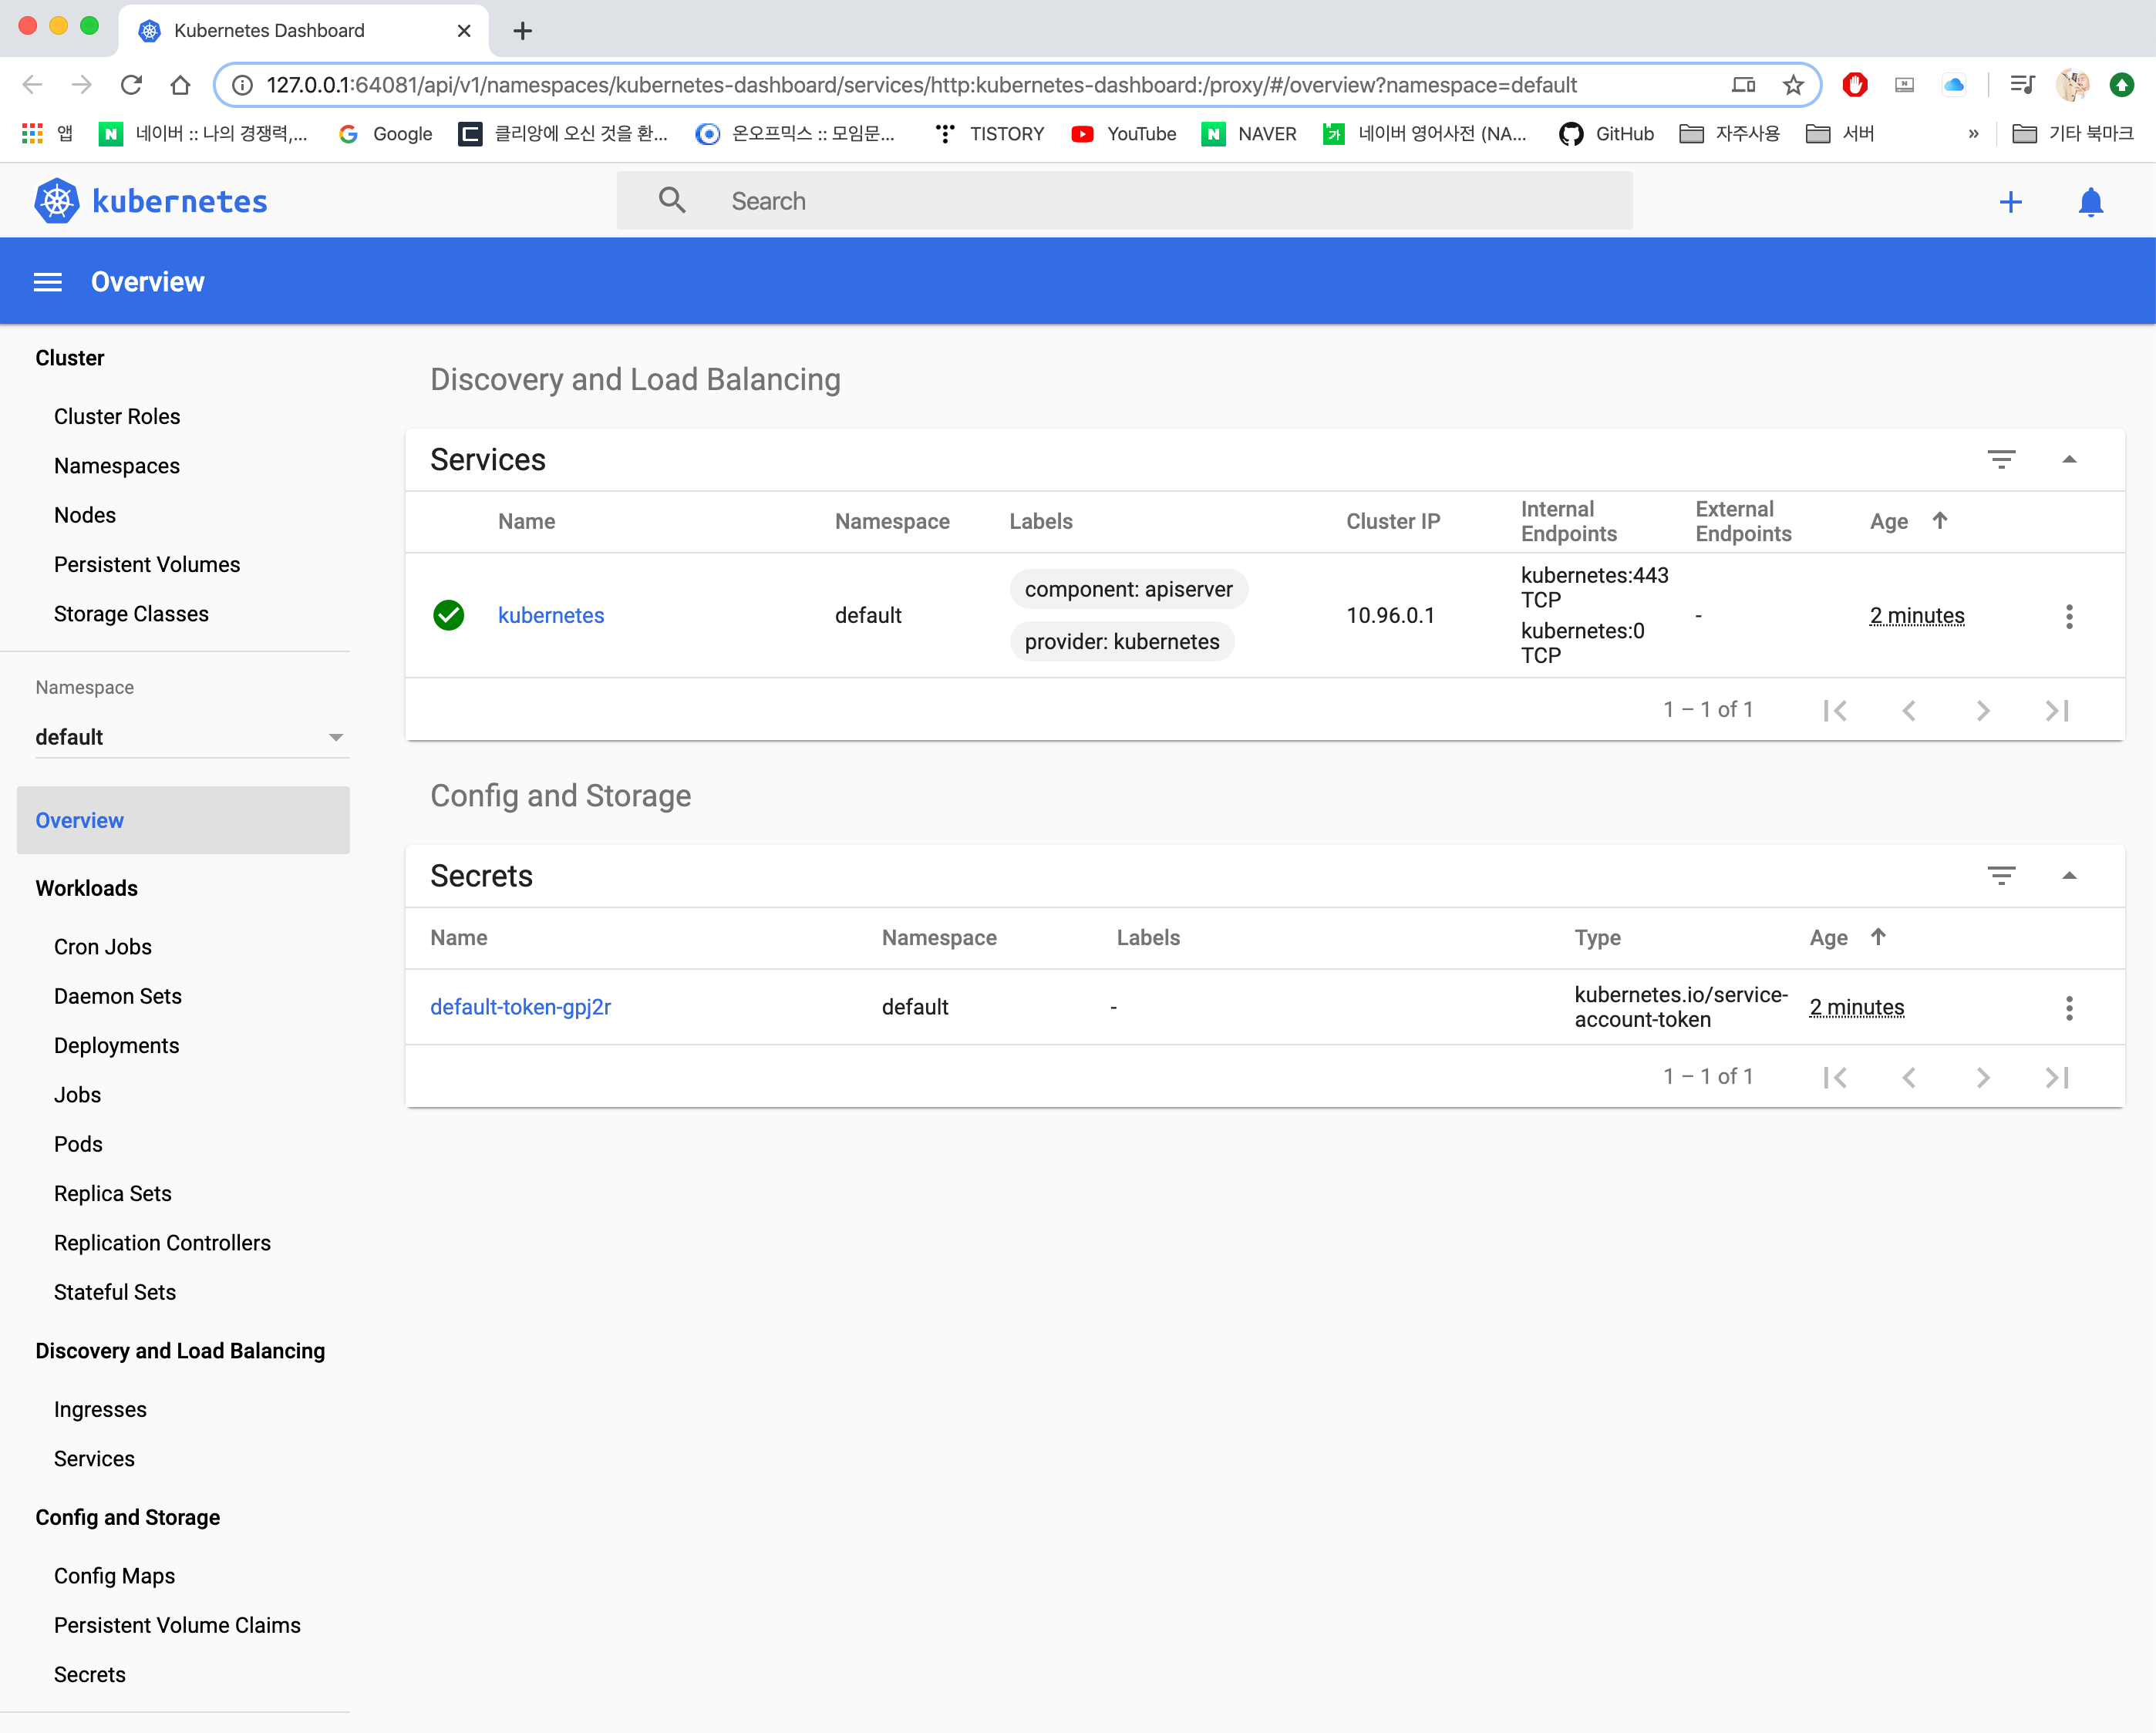 Kubernetes Dashboard
127.0.0.1:64081/api/v1/namespaces/kubernetes-dashboard/services/http:kubernetes-dashboard:/proxy/#/overview?namespace=default
앱 네이버 :: 나의 경쟁력,... Google 클리앙에 오신 것을 환... 온오프믹스 :: 모임문... TISTORY YouTube NAVER 네이버 영어사전 (NA... GitHub 자주사용 서버 » 기타 북마크
kubernetes
Search
Overview
Cluster
Cluster Roles
Namespaces
Nodes
Persistent Volumes
Storage Classes
Namespace
default
Overview
Workloads
Cron Jobs
Daemon Sets
Deployments
Jobs
Pods
Replica Sets
Replication Controllers
Stateful Sets
Discovery and Load Balancing
Ingresses
Services
Config and Storage
Config Maps
Persistent Volume Claims
Secrets
Discovery and Load Balancing
Services
Name Namespace Labels Cluster IP Internal Endpoints External Endpoints Age
kubernetes default component: apiserver provider: kubernetes 10.96.0.1 kubernetes:443 TCP kubernetes:0 TCP - 2 minutes
1 – 1 of 1
Config and Storage
Secrets
Name Namespace Labels Type Age
default-token-gpj2r default - kubernetes.io/service-account-token 2 minutes
1 – 1 of 1